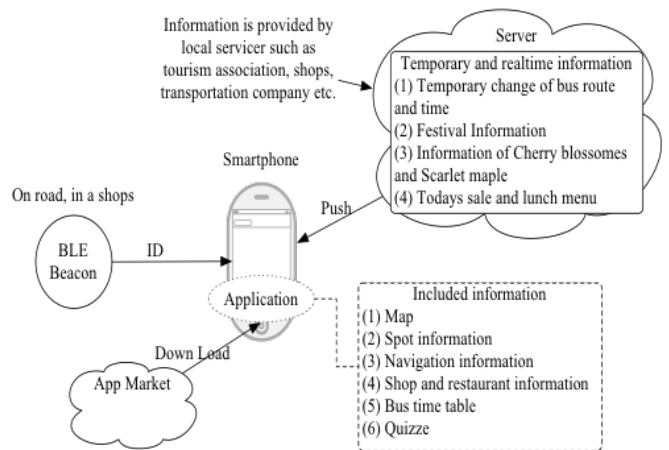 Information is provided by
local servicer such as
tourism association, shops,
transportation company etc.
Server
Temporary and realtime information
(1) Temporary change of bus route
and time
(2) Festival Information
(3) Information of Cherry blossomes
and Scarlet maple
(4) Todays sale and lunch menu
Smartphone
Push
On road, in a shops
BLE
Beacon
ID
Application
Down Load
App Market
Included information
(1) Map
(2) Spot information
(3) Navigation information
(4) Shop and restaurant information
(5) Bus time table
(6) Quizze